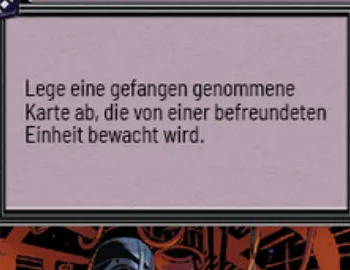 Lege eine gefangen genommene
Karte ab, die von einer befreundeten
Einheit bewacht wird.